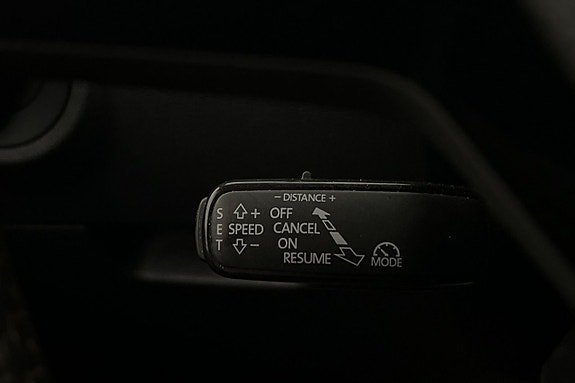 − DISTANCE +
S + OFF
E SPEED CANCEL
T − ON
RESUME
MODE